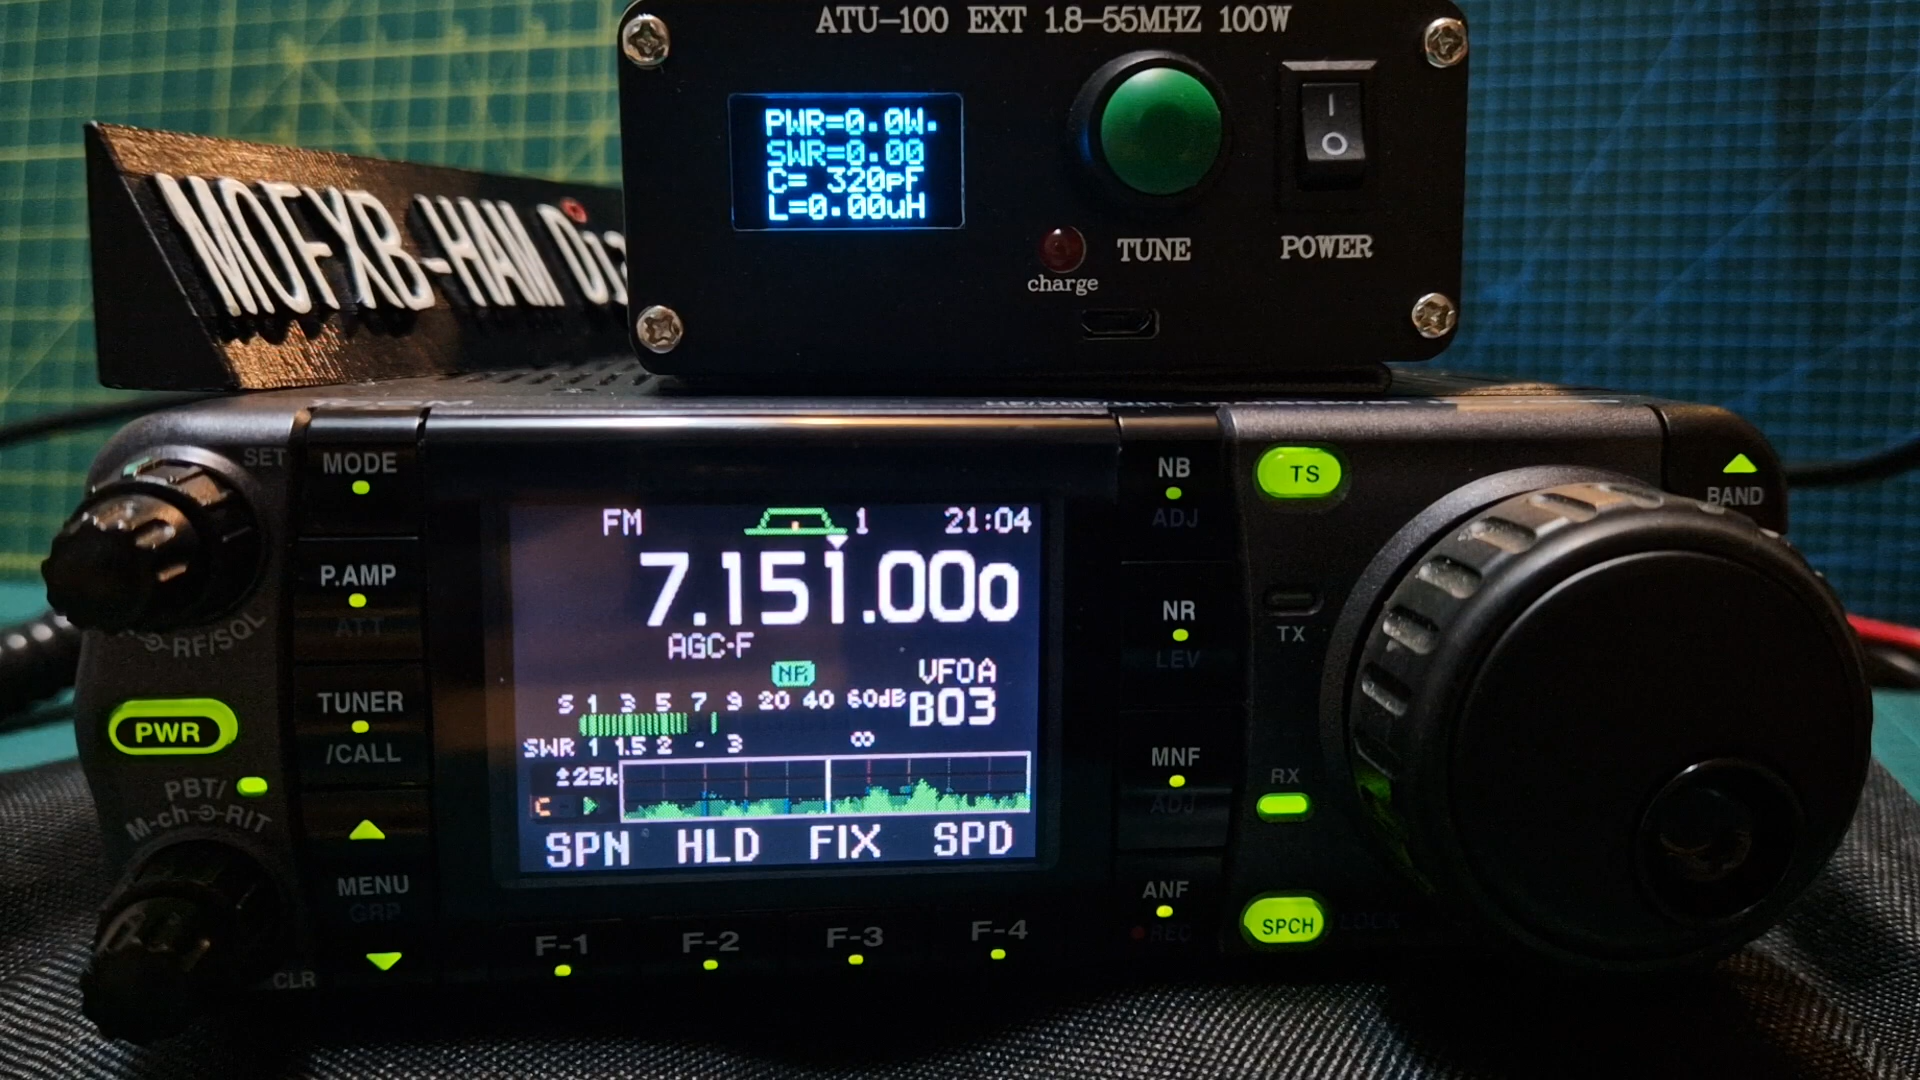 ATU-100 EXT 1.8-55MHZ 100W
PWR=0.0W.
SWR=0.00
C= 320pF
L=0.00uH
TUNE
POWER
charge
M0FXB-HAM
SET
MODE
NB
TS
ADJ
BAND
P.AMP
ATT
RF/SQL
TUNER
/CALL
PWR
PBT/
M-ch RIT
MENU
GRP
CLR
FM
1
21:04
7.151.000
AGC-F
NR
VFOA
S 1 3 5 7 9 20 40 60dB
B03
SWR 1 1.5 2 - 3 ∞
±25k
C
SPN HLD FIX SPD
F-1 F-2 F-3 F-4
NR
LEV
TX
MNF
ADJ
RX
ANF
REC
SPCH
LOCK